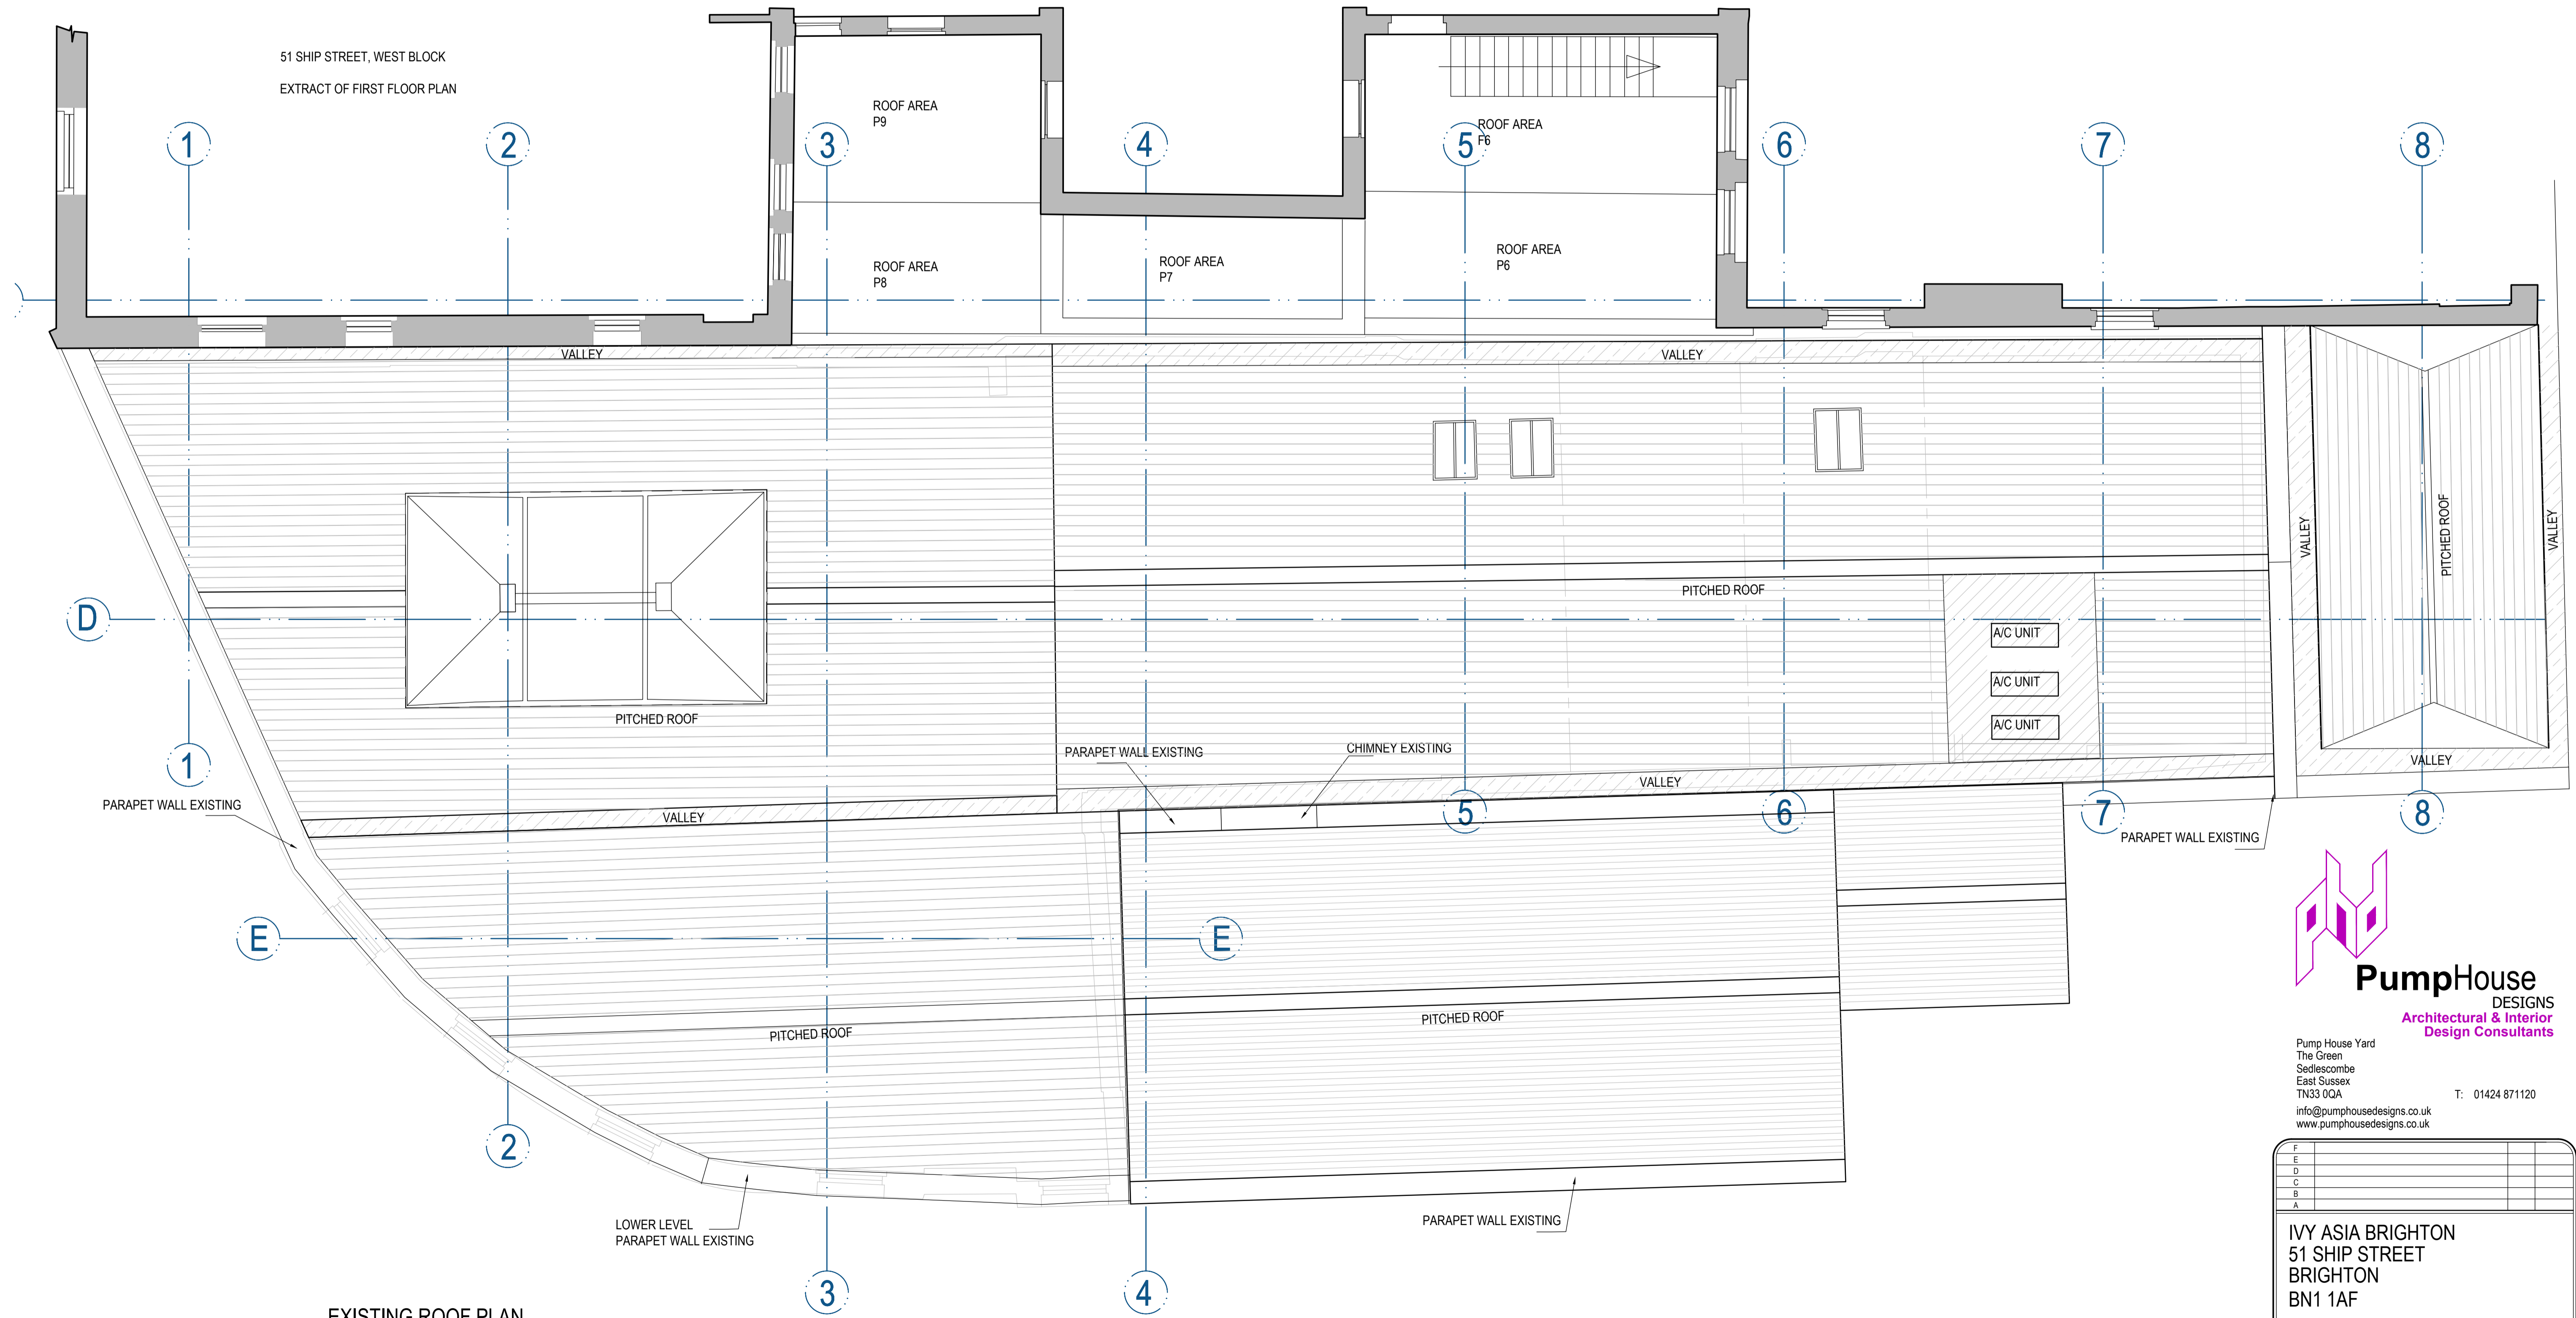 51 SHIP STREET, WEST BLOCK
EXTRACT OF FIRST FLOOR PLAN
ROOF AREA
P9
ROOF AREA
F6
1
2
3
4
5
6
7
8
ROOF AREA
P8
ROOF AREA
P7
ROOF AREA
P6
VALLEY
VALLEY
VALLEY
PITCHED ROOF
VALLEY
PITCHED ROOF
D
A/C UNIT
A/C UNIT
A/C UNIT
PITCHED ROOF
PARAPET WALL EXISTING
CHIMNEY EXISTING
VALLEY
VALLEY
1
PARAPET WALL EXISTING
VALLEY
5
6
7
8
PARAPET WALL EXISTING
E
E
PITCHED ROOF
PITCHED ROOF
2
LOWER LEVEL
PARAPET WALL EXISTING
PARAPET WALL EXISTING
3
4
EXISTING ROOF PLAN
PumpHouse
DESIGNS
Architectural & Interior
Design Consultants
Pump House Yard
The Green
Sedlescombe
East Sussex
TN33 0QA
T: 01424 871120
info@pumphousedesigns.co.uk
www.pumphousedesigns.co.uk
F
E
D
C
B
A
IVY ASIA BRIGHTON
51 SHIP STREET
BRIGHTON
BN1 1AF